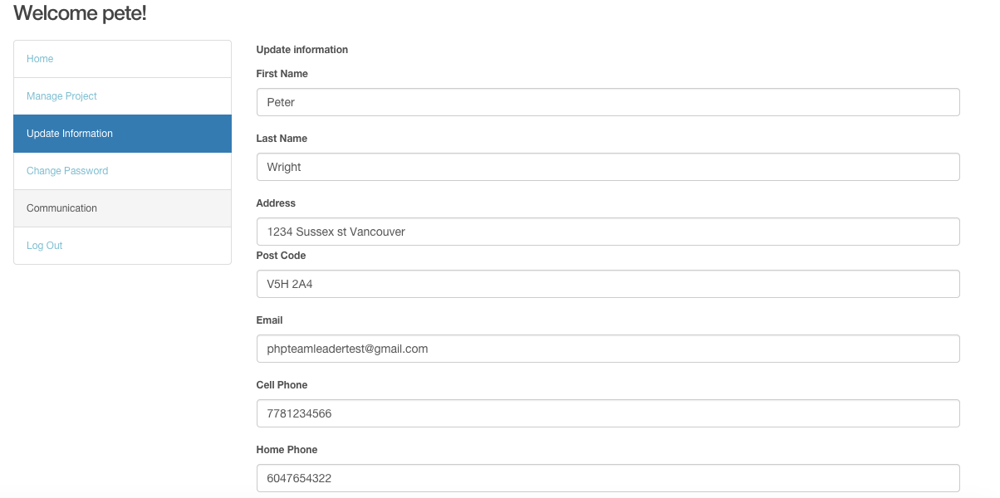 Welcome pete!
Home
Manage Project
Update Information
Change Password
Communication
Log Out
Update information
First Name
Peter
Last Name
Wright
Address
1234 Sussex st Vancouver
Post Code
V5H 2A4
Email
phpteamleadertest@gmail.com
Cell Phone
7781234566
Home Phone
6047654322